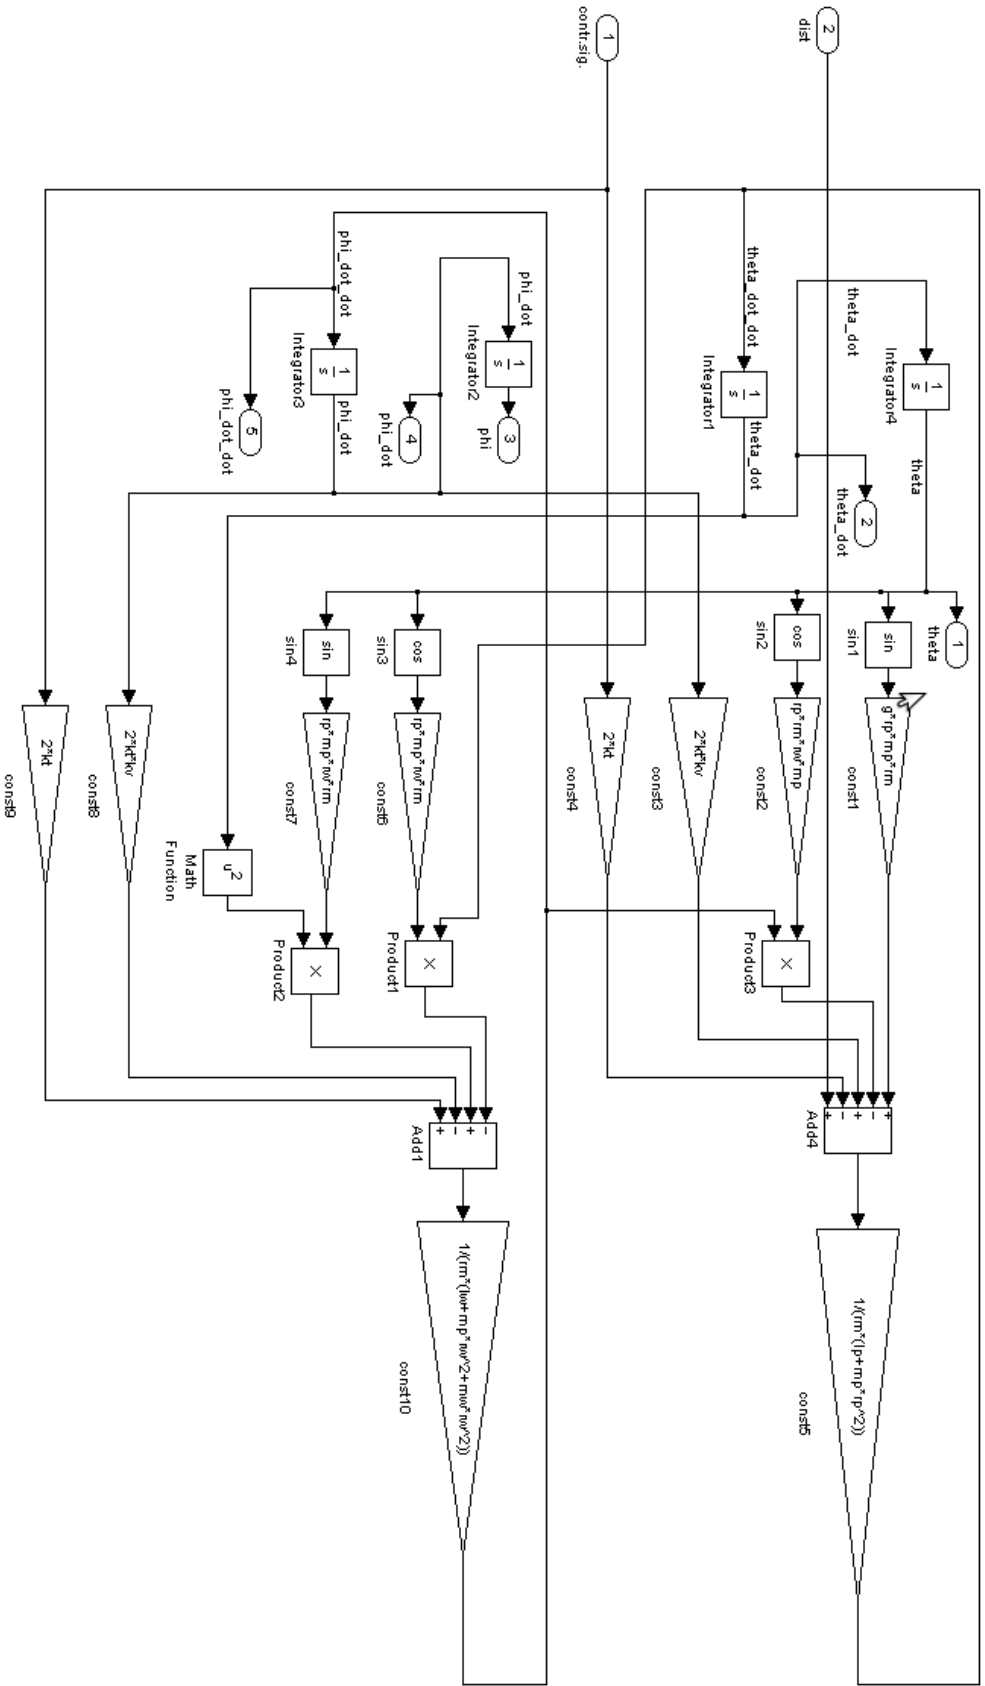 1
theta
1
s
Integrator4
theta
sin
sin1
g*rp*mp*rm
const1
theta_dot
2
theta_dot
2
dist
cos
sin2
rp*rm*rw*mp
const2
×
Product3
+
−
+
−
+
Add4
1/(rm*(Ip+mp*rp^2))
const5
theta_dot_dot
1
s
Integrator1
theta_dot
2*kt*kv
const3
1
contr.sig.
2*kt
const4
phi_dot
1
s
Integrator2
3
phi
4
phi_dot
cos
sin3
rp*mp*rw*rm
const6
×
Product1
−
+
−
+
Add1
1/(rm*(Iw+mp*rw^2+mw*rw^2))
const10
phi_dot_dot
1
s
Integrator3
phi_dot
sin
sin4
rp*mp*rw*rm
const7
×
Product2
5
phi_dot_dot
u2
Math
Function
2*kt*kv
const8
2*kt
const9